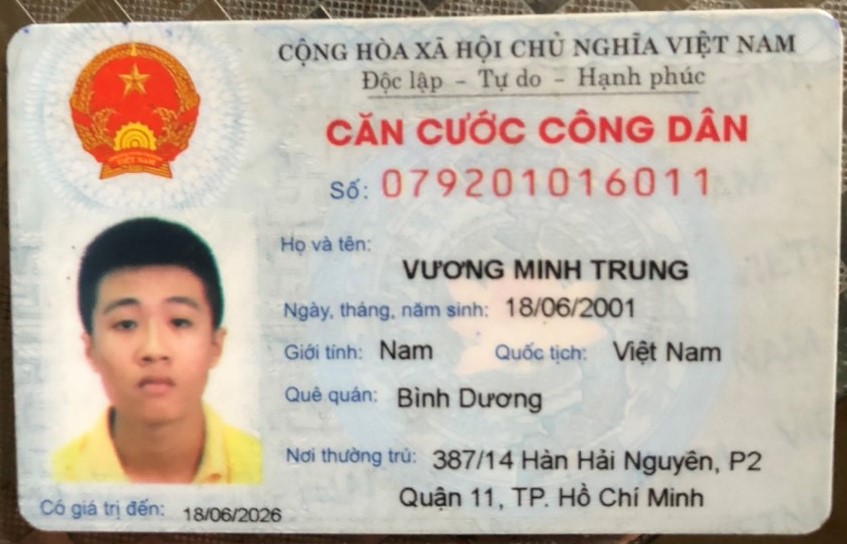 CỘNG HÒA XÃ HỘI CHỦ NGHĨA VIỆT NAM
Độc lập - Tự do - Hạnh phúc
CĂN CƯỚC CÔNG DÂN
Số: 079201016011
Họ và tên:
VƯƠNG MINH TRUNG
Ngày, tháng, năm sinh: 18/06/2001
Giới tính: Nam Quốc tịch: Việt Nam
Quê quán: Bình Dương
Nơi thường trú: 387/14 Hàn Hải Nguyên, P2
Quận 11, TP. Hồ Chí Minh
Có giá trị đến: 18/06/2026
VIỆT NAM